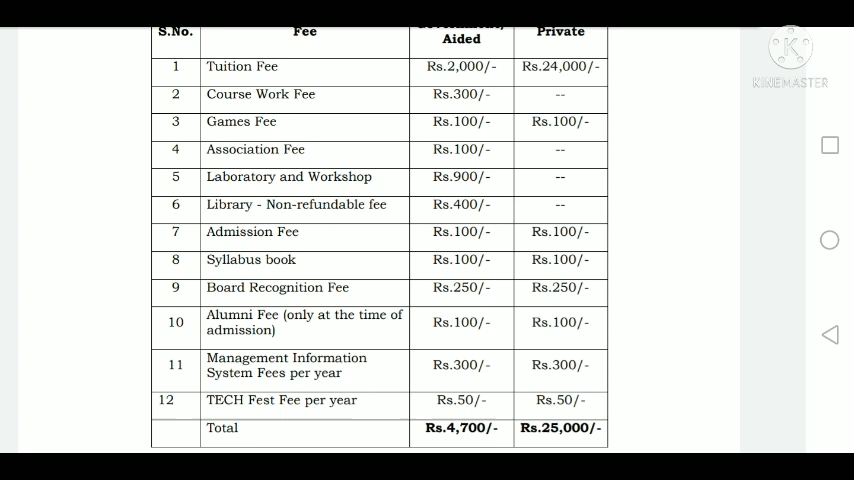 S.No. Fee Aided Private
1 Tuition Fee Rs.2,000/- Rs.24,000/-
2 Course Work Fee Rs.300/- --
3 Games Fee Rs.100/- Rs.100/-
4 Association Fee Rs.100/- --
5 Laboratory and Workshop Rs.900/- --
6 Library - Non-refundable fee Rs.400/- --
7 Admission Fee Rs.100/- Rs.100/-
8 Syllabus book Rs.100/- Rs.100/-
9 Board Recognition Fee Rs.250/- Rs.250/-
10 Alumni Fee (only at the time of
admission) Rs.100/- Rs.100/-
11 Management Information
System Fees per year Rs.300/- Rs.300/-
12 TECH Fest Fee per year Rs.50/- Rs.50/-
Total Rs.4,700/- Rs.25,000/-
K
KINEMASTER